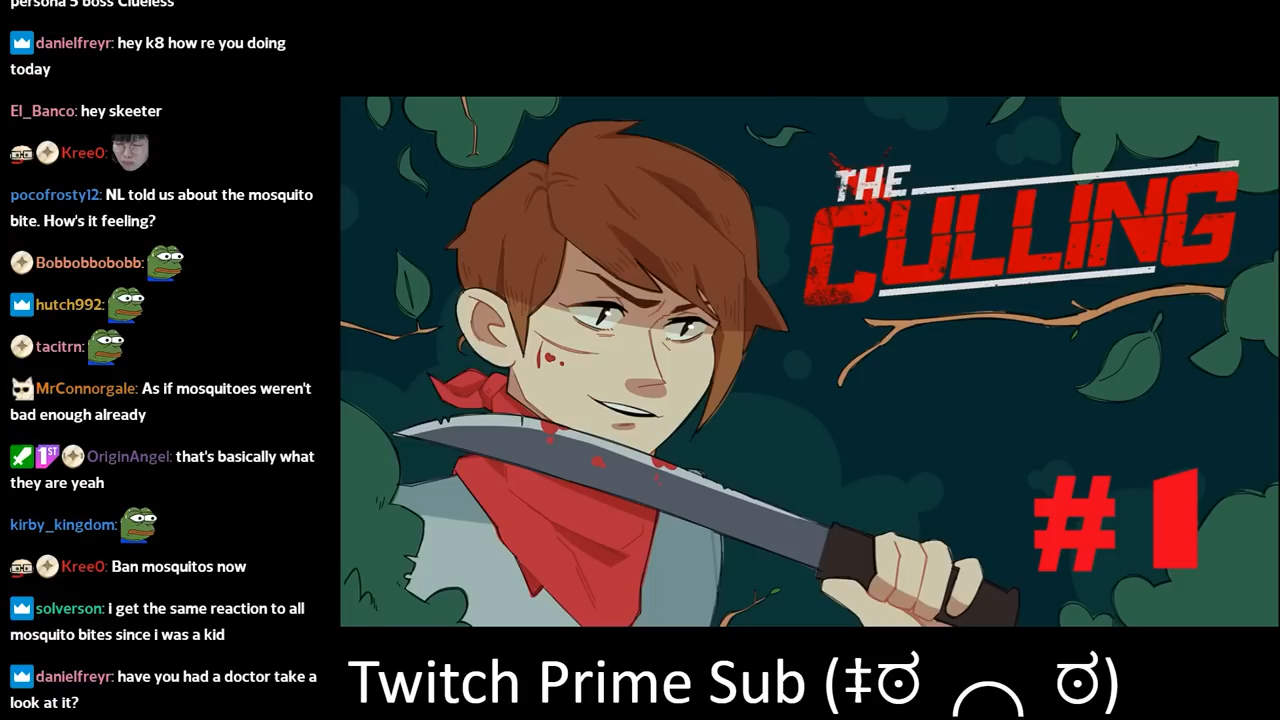 persona 5 boss Clueless
danielfreyr: hey k8 how re you doing
today
El_Banco: hey skeeter
Kree0:
pocofrosty12: NL told us about the mosquito
bite. How's it feeling?
Bobbobbobobb:
hutch992:
tacitrn:
MrConnorgale: As if mosquitoes weren't
bad enough already
1ST OriginAngel: that's basically what
they are yeah
kirby_kingdom:
Kree0: Ban mosquitos now
solverson: i get the same reaction to all
mosquito bites since i was a kid
danielfreyr: have you had a doctor take a
look at it?
THE
CULLING
#1
Twitch Prime Sub (‡ಠ ╭╮ ಠ)